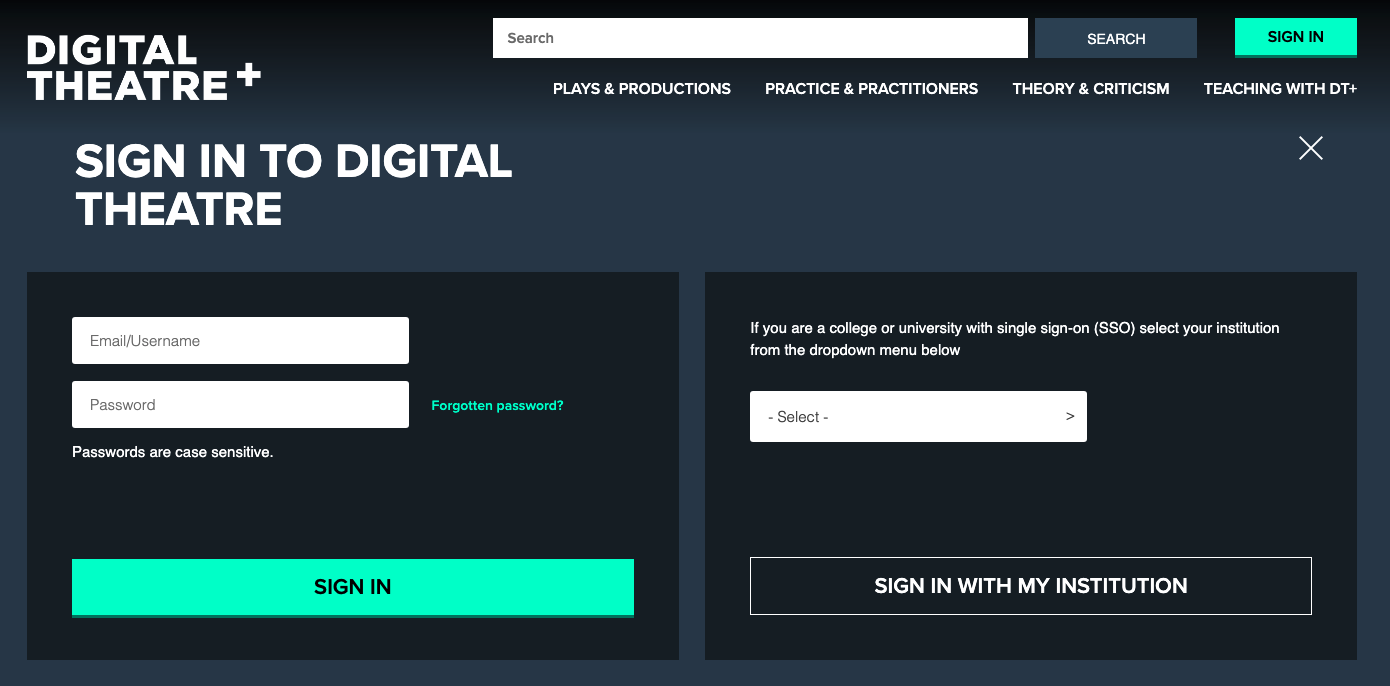 DIGITAL
THEATRE +
Search
SEARCH
SIGN IN
PLAYS & PRODUCTIONS
PRACTICE & PRACTITIONERS
THEORY & CRITICISM
TEACHING WITH DT+
SIGN IN TO DIGITAL
THEATRE
Email/Username
Password
Forgotten password?
Passwords are case sensitive.
SIGN IN
If you are a college or university with single sign-on (SSO) select your institution
from the dropdown menu below
- Select - >
SIGN IN WITH MY INSTITUTION